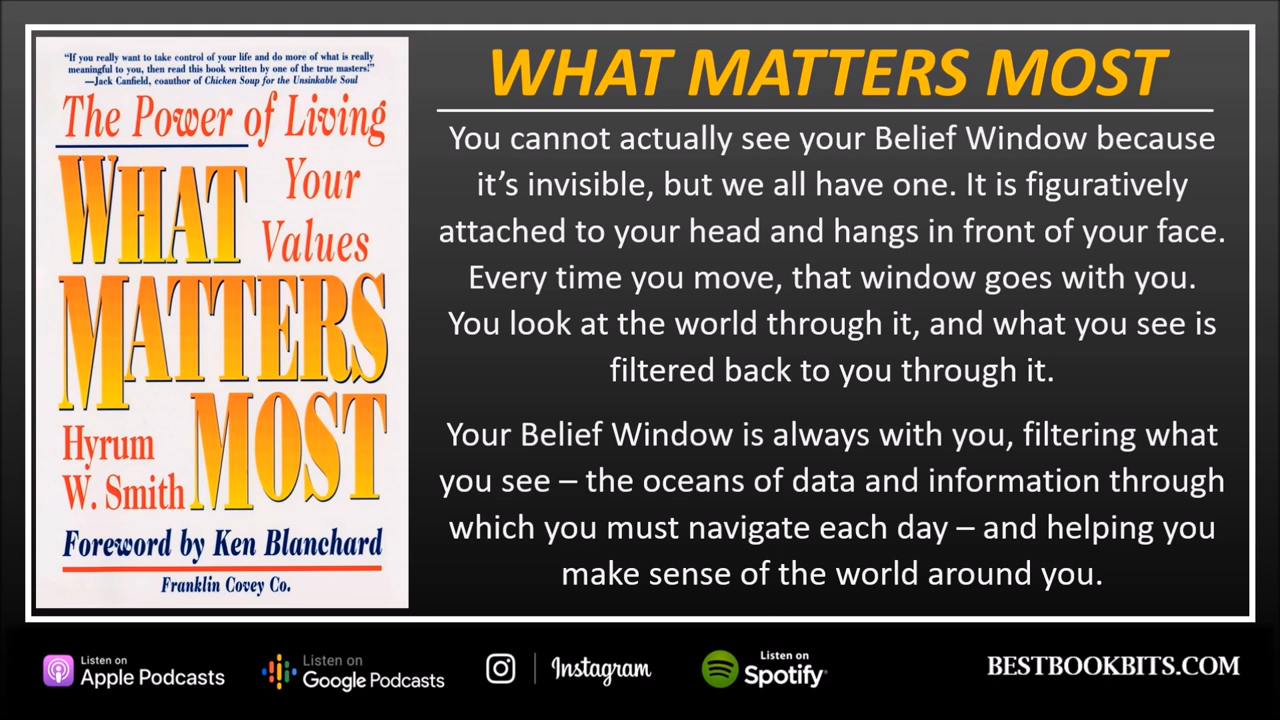 "If you really want to take control of your life and do more of what is really
meaningful to you, then read this book written by one of the true masters!"
—Jack Canfield, coauthor of Chicken Soup for the Unsinkable Soul
The Power of Living
Your
Values
WHAT
MATTERS
MOST
Hyrum
W. Smith
Foreword by Ken Blanchard
Franklin Covey Co.
WHAT MATTERS MOST
You cannot actually see your Belief Window because
it's invisible, but we all have one. It is figuratively
attached to your head and hangs in front of your face.
Every time you move, that window goes with you.
You look at the world through it, and what you see is
filtered back to you through it.
Your Belief Window is always with you, filtering what
you see – the oceans of data and information through
which you must navigate each day – and helping you
make sense of the world around you.
Listen on
Apple Podcasts
Listen on
Google Podcasts
Instagram
Listen on
Spotify
BESTBOOKBITS.COM